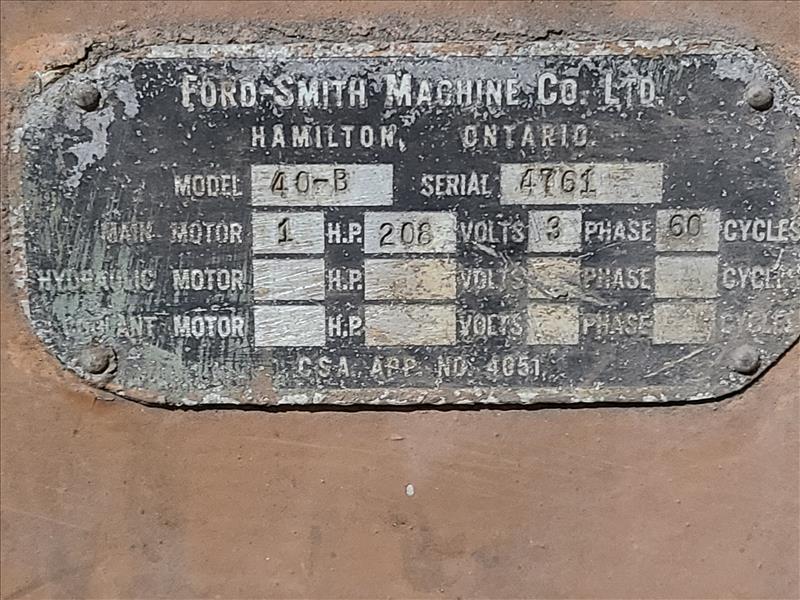 FORD-SMITH MACHINE CO. LTD.
HAMILTON, ONTARIO.
MODEL 40-B SERIAL 4761
MAIN MOTOR 1 H.P. 208 VOLTS 3 PHASE 60 CYCLES
HYDRAULIC MOTOR H.P. VOLTS PHASE CYCLES
MOTOR H.P. VOLTS PHASE CYCLES
C.S.A. APP. NO. 4051.